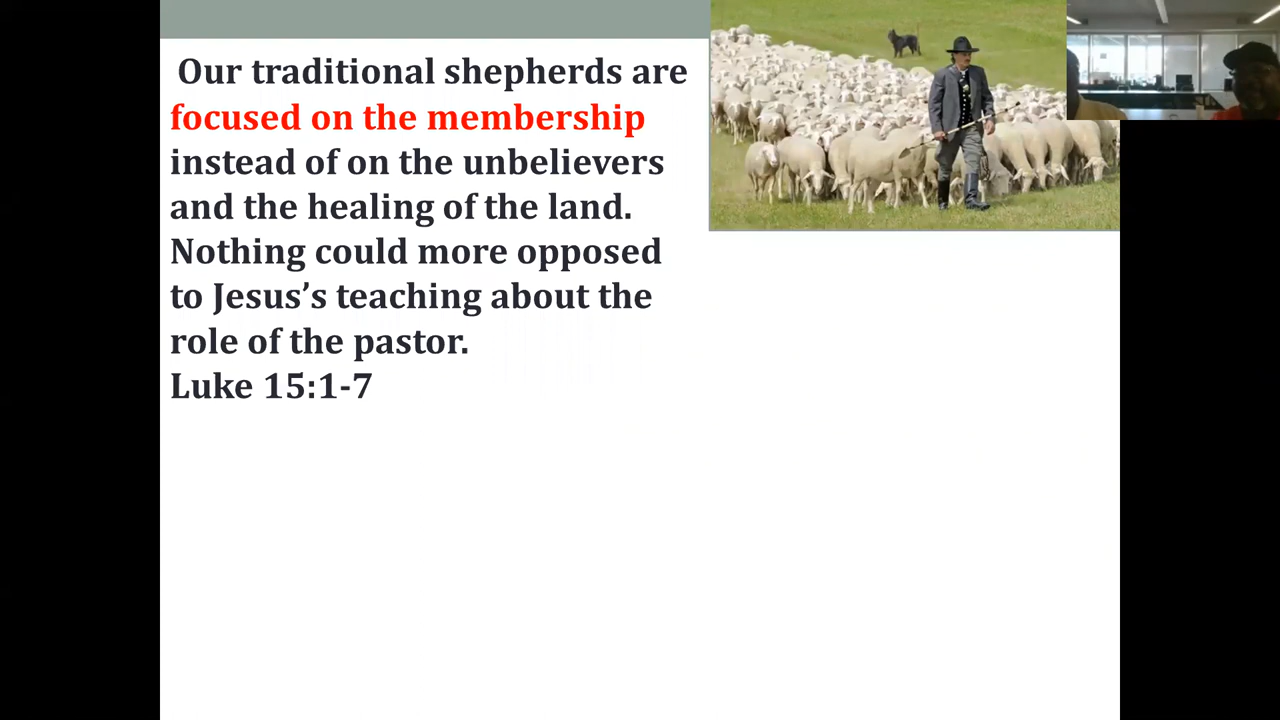 Our traditional shepherds are
focused on the membership
instead of on the unbelievers
and the healing of the land.
Nothing could more opposed
to Jesus’s teaching about the
role of the pastor.
Luke 15:1-7